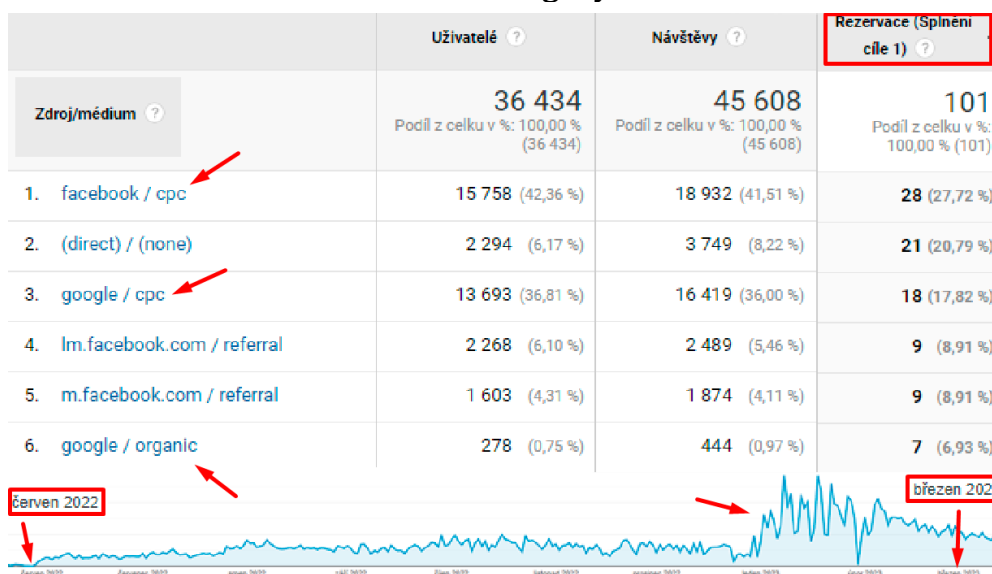 Uživatelé ?
Návštěvy ?
Rezervace (Splnění
cíle 1) ?
Zdroj/médium ?
36 434
Podíl z celku v %: 100,00 %
(36 434)
45 608
Podíl z celku v %: 100,00 %
(45 608)
101
Podíl z celku v %:
100,00 % (101)
1. facebook / cpc 15 758 (42,36 %) 18 932 (41,51 %) 28 (27,72 %)
2. (direct) / (none) 2 294 (6,17 %) 3 749 (8,22 %) 21 (20,79 %)
3. google / cpc 13 693 (36,81 %) 16 419 (36,00 %) 18 (17,82 %)
4. lm.facebook.com / referral 2 268 (6,10 %) 2 489 (5,46 %) 9 (8,91 %)
5. m.facebook.com / referral 1 603 (4,31 %) 1 874 (4,11 %) 9 (8,91 %)
6. google / organic 278 (0,75 %) 444 (0,97 %) 7 (6,93 %)
červen 2022
březen 202